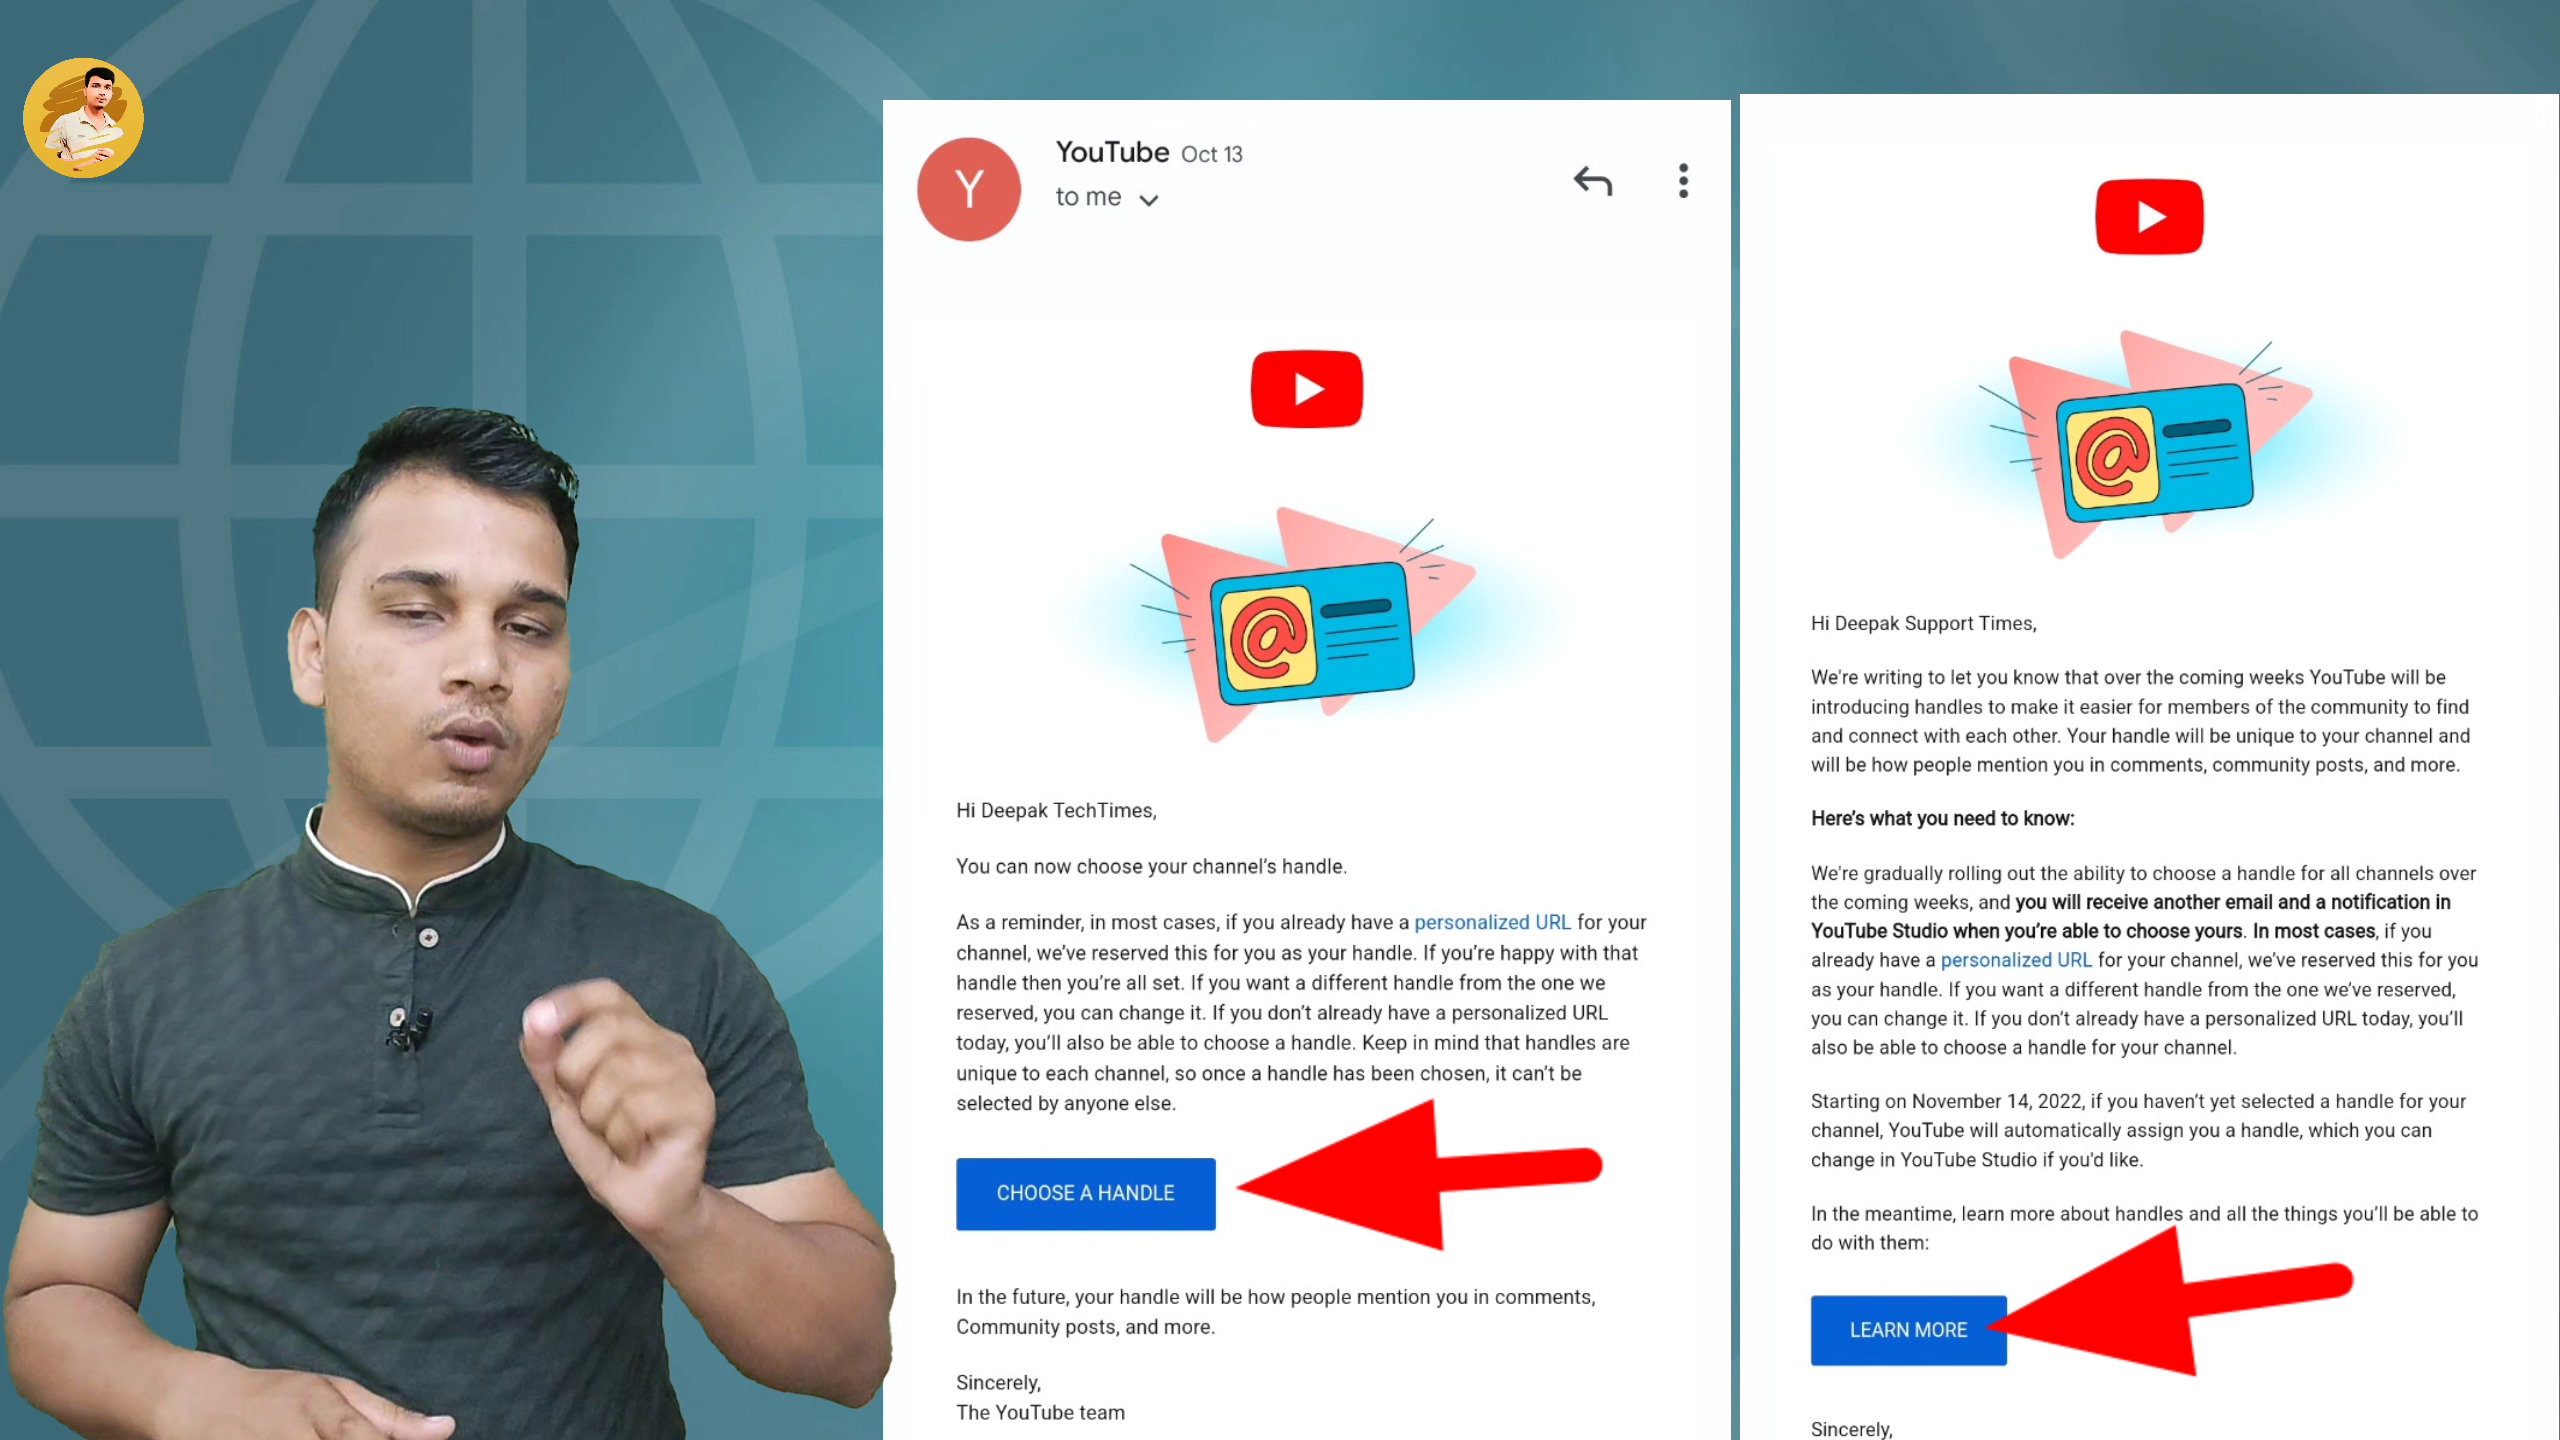 Y
YouTube Oct 13
to me
@
Hi Deepak TechTimes,
You can now choose your channel’s handle.
As a reminder, in most cases, if you already have a personalized URL for your
channel, we’ve reserved this for you as your handle. If you’re happy with that
handle then you’re all set. If you want a different handle from the one we
reserved, you can change it. If you don’t already have a personalized URL
today, you’ll also be able to choose a handle. Keep in mind that handles are
unique to each channel, so once a handle has been chosen, it can’t be
selected by anyone else.
CHOOSE A HANDLE
In the future, your handle will be how people mention you in comments,
Community posts, and more.
Sincerely,
The YouTube team
@
Hi Deepak Support Times,
We're writing to let you know that over the coming weeks YouTube will be
introducing handles to make it easier for members of the community to find
and connect with each other. Your handle will be unique to your channel and
will be how people mention you in comments, community posts, and more.
Here’s what you need to know:
We're gradually rolling out the ability to choose a handle for all channels over
the coming weeks, and you will receive another email and a notification in
YouTube Studio when you’re able to choose yours. In most cases, if you
already have a personalized URL for your channel, we’ve reserved this for you
as your handle. If you want a different handle from the one we’ve reserved,
you can change it. If you don’t already have a personalized URL today, you’ll
also be able to choose a handle for your channel.
Starting on November 14, 2022, if you haven’t yet selected a handle for your
channel, YouTube will automatically assign you a handle, which you can
change in YouTube Studio if you'd like.
In the meantime, learn more about handles and all the things you’ll be able to
do with them:
LEARN MORE
Sincerely,